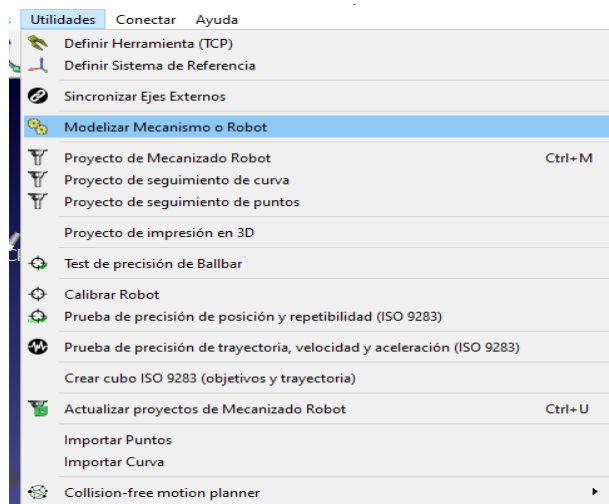 Utilidades Conectar Ayuda
Definir Herramienta (TCP)
Definir Sistema de Referencia
Sincronizar Ejes Externos
Modelizar Mecanismo o Robot
Proyecto de Mecanizado Robot Ctrl+M
Proyecto de seguimiento de curva
Proyecto de seguimiento de puntos
Proyecto de impresión en 3D
Test de precisión de Ballbar
Calibrar Robot
Prueba de precisión de posición y repetibilidad (ISO 9283)
Prueba de precisión de trayectoria, velocidad y aceleración (ISO 9283)
Crear cubo ISO 9283 (objetivos y trayectoria)
Actualizar proyectos de Mecanizado Robot Ctrl+U
Importar Puntos
Importar Curva
Collision-free motion planner